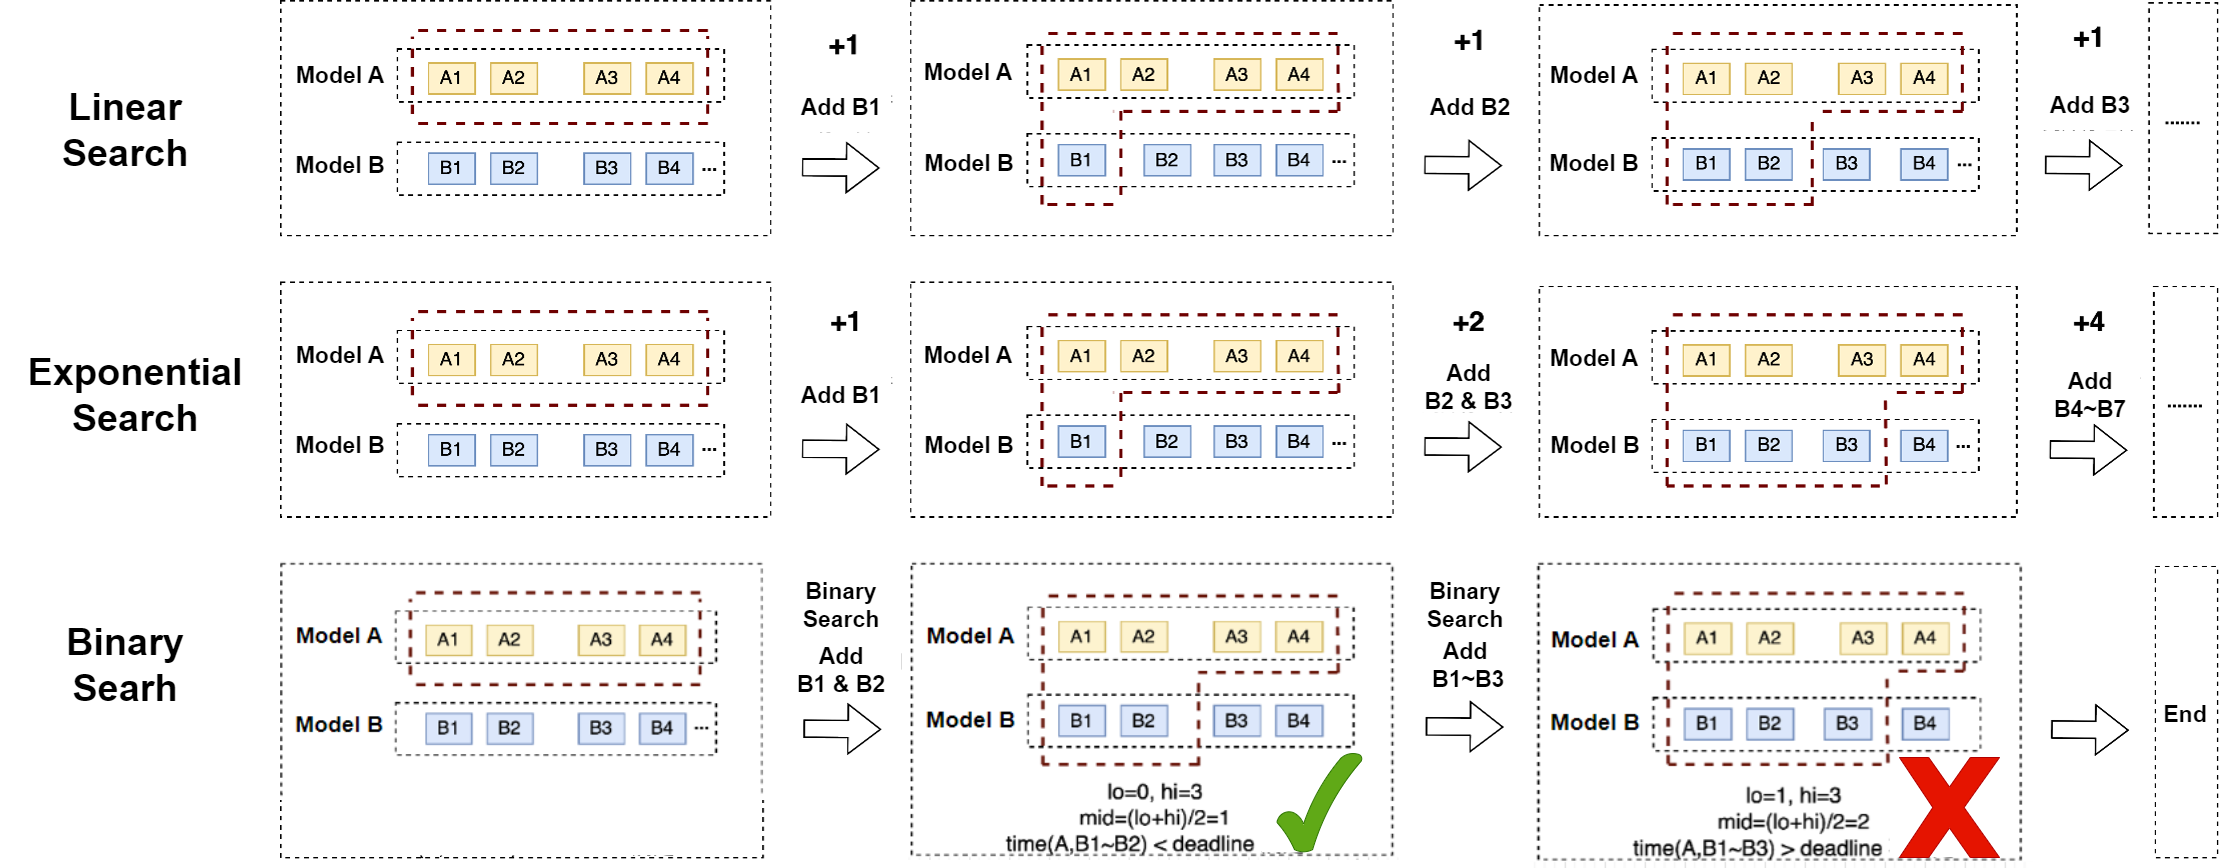 Linear
Search
Model A
A1 A2 A3 A4
Model B
B1 B2 B3 B4 ...
+1
Add B1
Model A
A1 A2 A3 A4
Model B
B1 B2 B3 B4 ...
+1
Add B2
Model A
A1 A2 A3 A4
Model B
B1 B2 B3 B4 ...
+1
Add B3
.......
Exponential
Search
Model A
A1 A2 A3 A4
Model B
B1 B2 B3 B4 ...
+1
Add B1
Model A
A1 A2 A3 A4
Model B
B1 B2 B3 B4 ...
+2
Add
B2 & B3
Model A
A1 A2 A3 A4
Model B
B1 B2 B3 B4 ...
+4
Add
B4~B7
.......
Binary
Searh
Model A
A1 A2 A3 A4
Model B
B1 B2 B3 B4 ...
Binary
Search
Add
B1 & B2
Model A
A1 A2 A3 A4
Model B
B1 B2 B3 B4
lo=0, hi=3
mid=(lo+hi)/2=1
time(A,B1~B2) < deadline
Binary
Search
Add
B1~B3
Model A
A1 A2 A3 A4
Model B
B1 B2 B3 B4
lo=1, hi=3
mid=(lo+hi)/2=2
time(A,B1~B3) > deadline
End